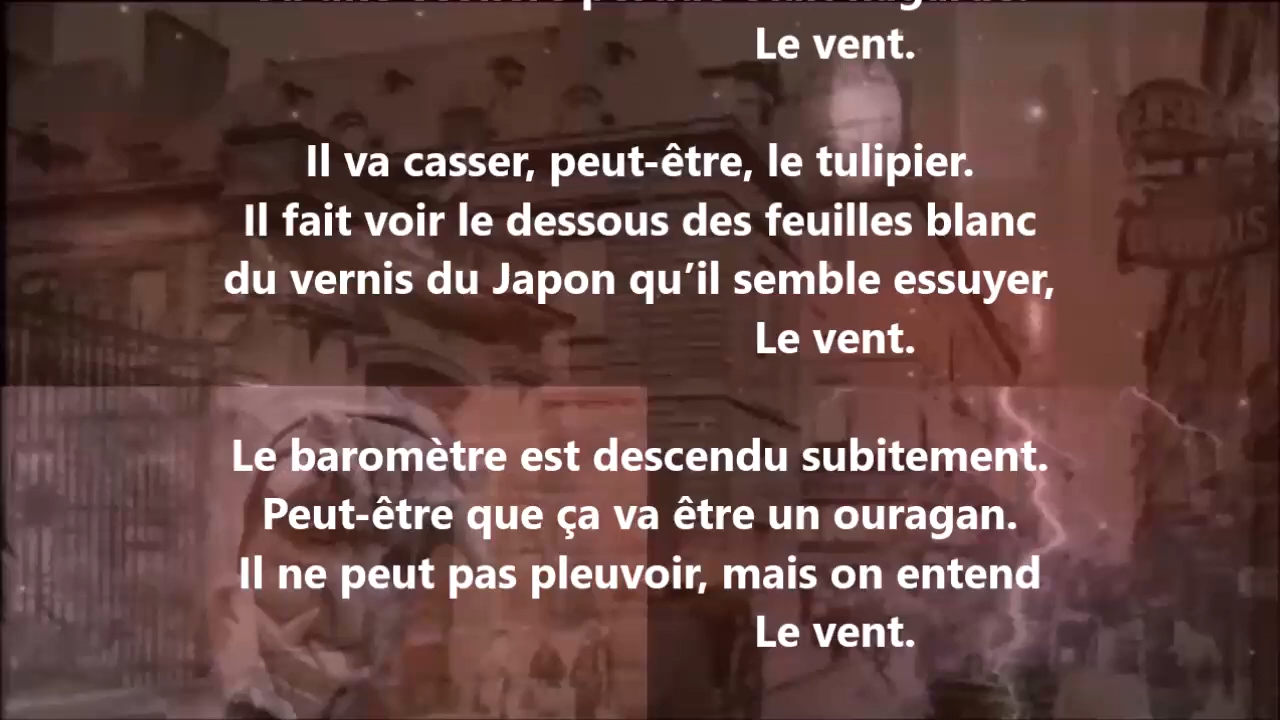 Le vent.
Il va casser, peut-être, le tulipier.
Il fait voir le dessous des feuilles blanc
du vernis du Japon qu’il semble essuyer,
Le vent.
Le baromètre est descendu subitement.
Peut-être que ça va être un ouragan.
Il ne peut pas pleuvoir, mais on entend
Le vent.